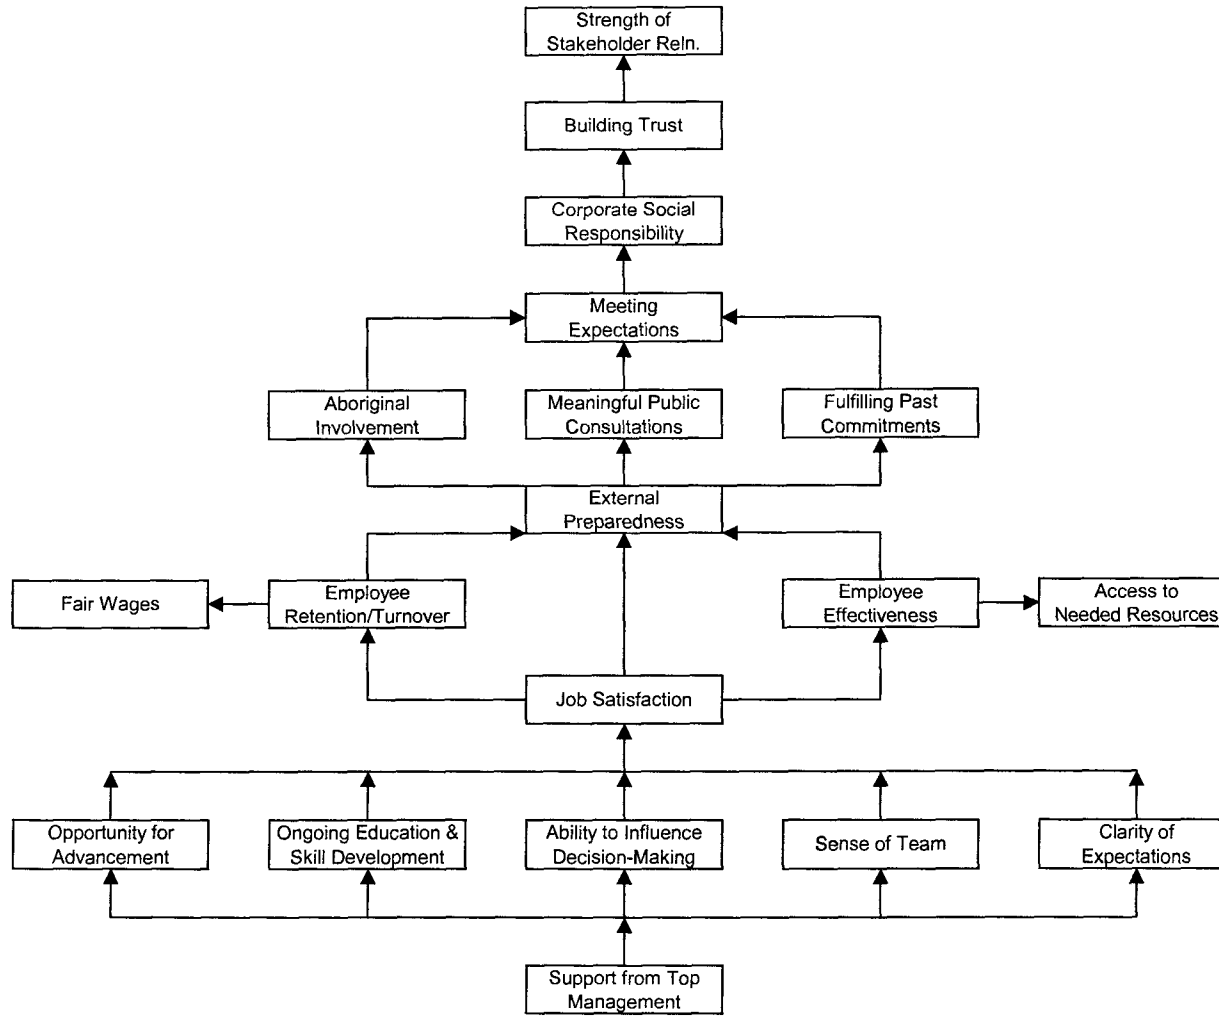 Strength of
Stakeholder Reln.
Building Trust
Corporate Social
Responsibility
Meeting
Expectations
Aboriginal
Involvement
Meaningful Public
Consultations
Fulfilling Past
Commitments
External
Preparedness
Fair Wages
Employee
Retention/Turnover
Employee
Effectiveness
Access to
Needed Resources
Job Satisfaction
Opportunity for
Advancement
Ongoing Education &
Skill Development
Ability to Influence
Decision-Making
Sense of Team
Clarity of
Expectations
Support from Top
Management